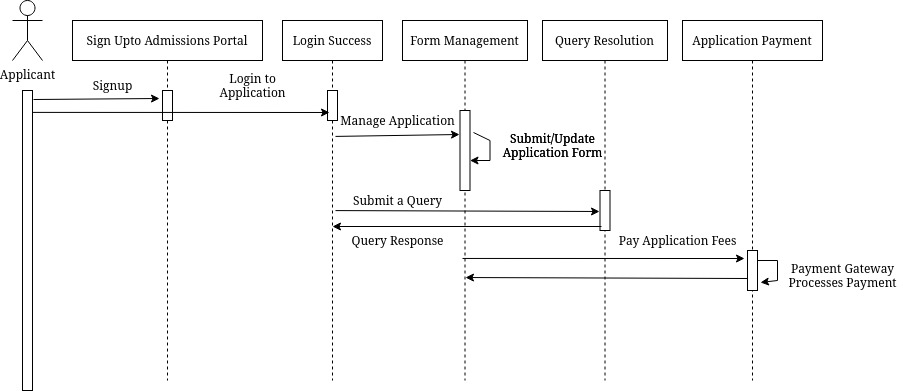 Sign Upto Admissions Portal
Login Success
Form Management
Query Resolution
Application Payment
Applicant
Signup
Login to
Application
Manage Application
Submit/Update
Application Form
Submit a Query
Query Response
Pay Application Fees
Payment Gateway
Processes Payment